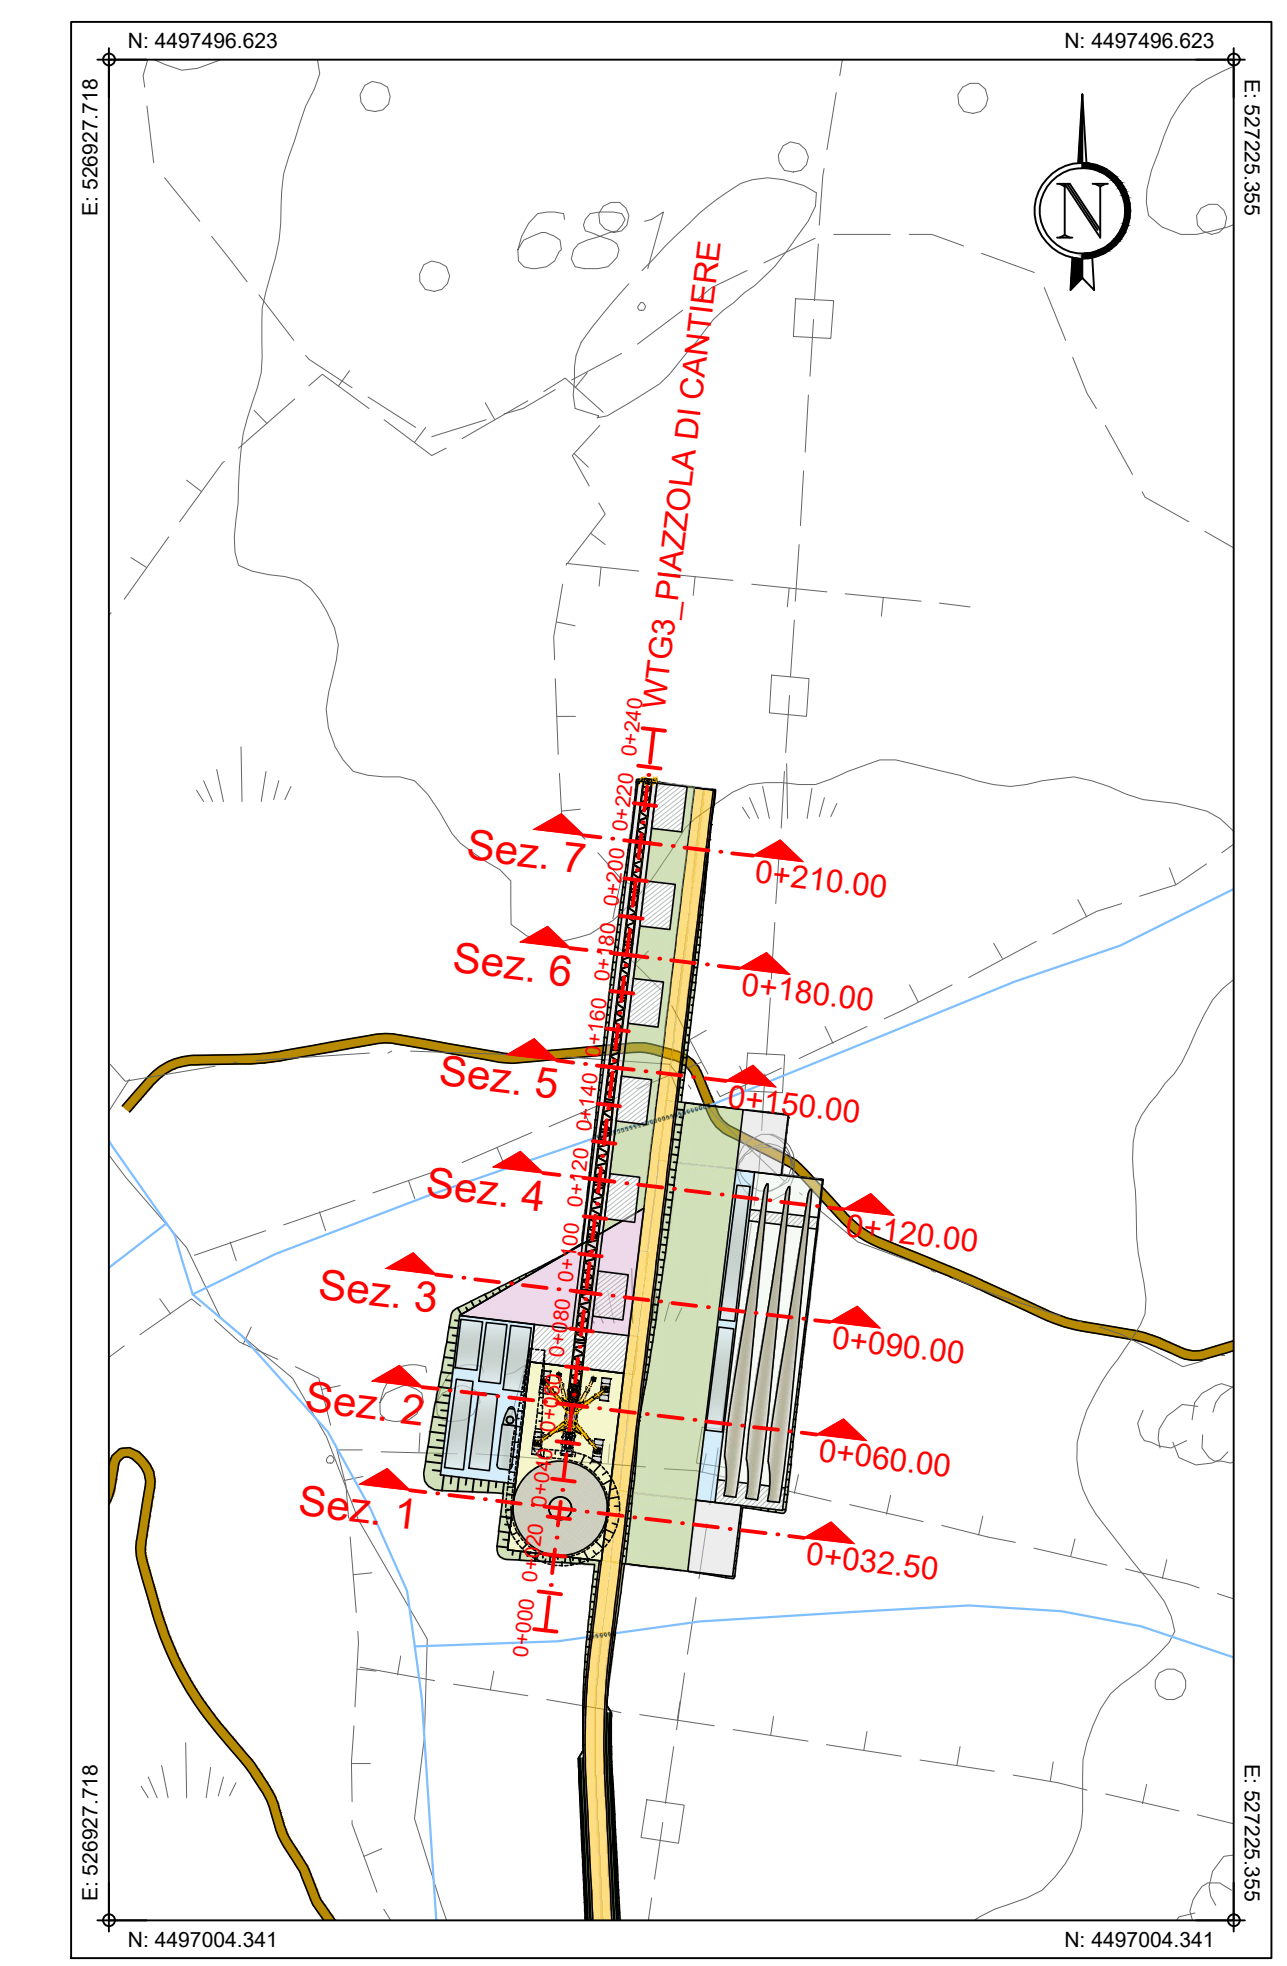 N: 4497496.623
N: 4497496.623
E: 526927.718
E: 527225.355
N
681
WTG3_PIAZZOLA DI CANTIERE
0+240
0+220
Sez. 7
0+210.00
0+200
Sez. 6
0+180
0+180.00
0+160
Sez. 5
0+150.00
0+140
Sez. 4
0+120
0+120.00
0+100
Sez. 3
0+090.00
0+080
Sez. 2
0+060
0+060.00
0+040
Sez. 1
0+032.50
0+020
0+000
E: 526927.718
E: 527225.355
N: 4497004.341
N: 4497004.341